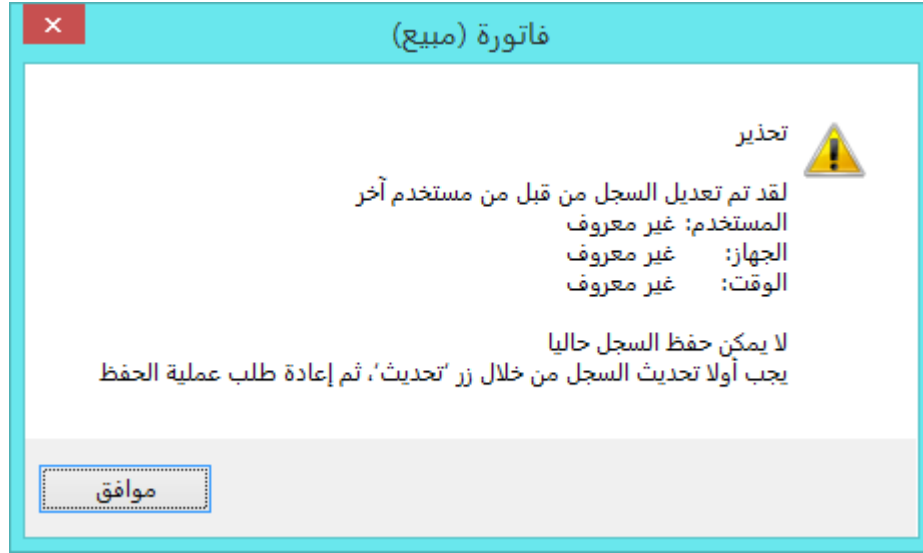 فاتورة (مبيع)
تحذير
لقد تم تعديل السجل من قبل من مستخدم آخر
المستخدم: غير معروف
الجهاز: غير معروف
الوقت: غير معروف
لا يمكن حفظ السجل حاليا
يجب أولا تحديث السجل من خلال زر 'تحديث'، ثم إعادة طلب عملية الحفظ
موافق